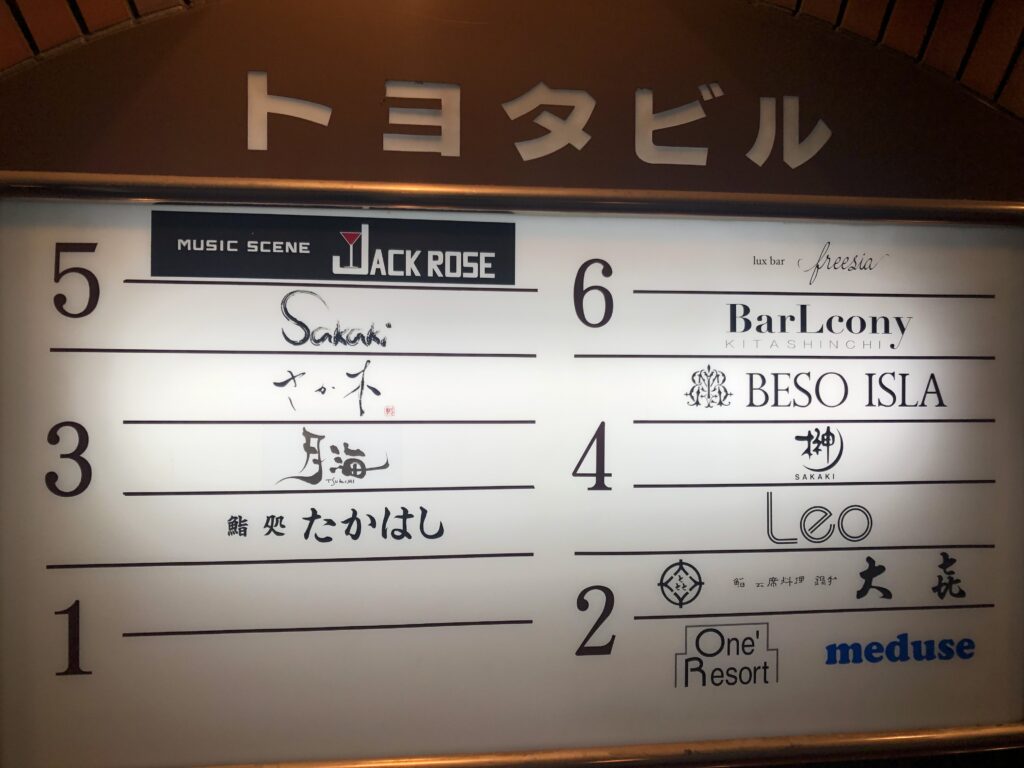 トヨタビル
5
MUSIC SCENE JACK ROSE
Sakaki
3
さか木
月海
TSUKIMI
鮨処 たかはし
1
6
lux bar freesia
BarLcony
KITASHINCHI
4
BESO ISLA
榊
SAKAKI
Leo
2
鮨 大㐂
One' Resort meduse